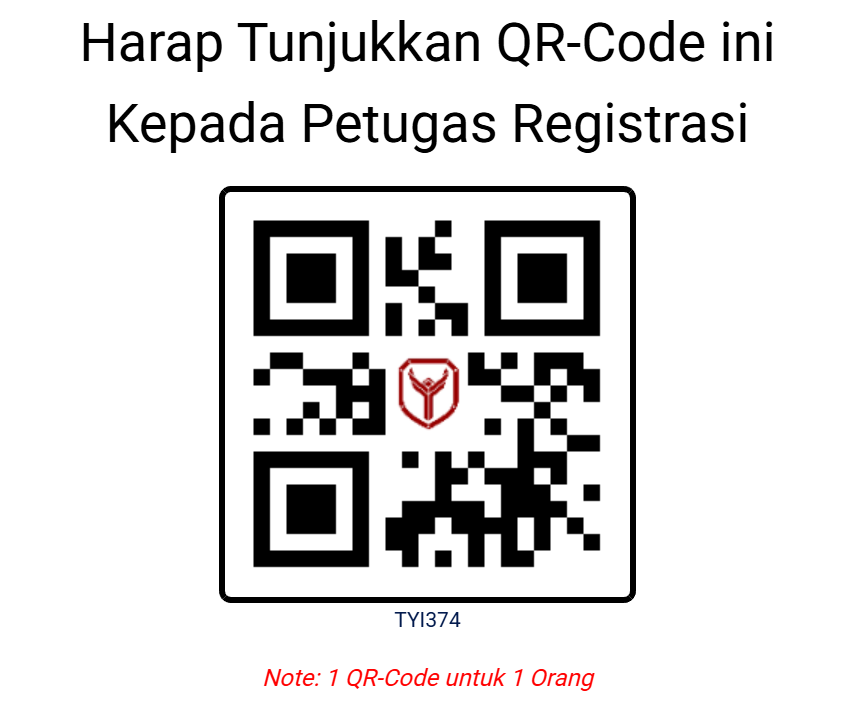 Harap Tunjukkan QR-Code ini
Kepada Petugas Registrasi
TYI374
Note: 1 QR-Code untuk 1 Orang